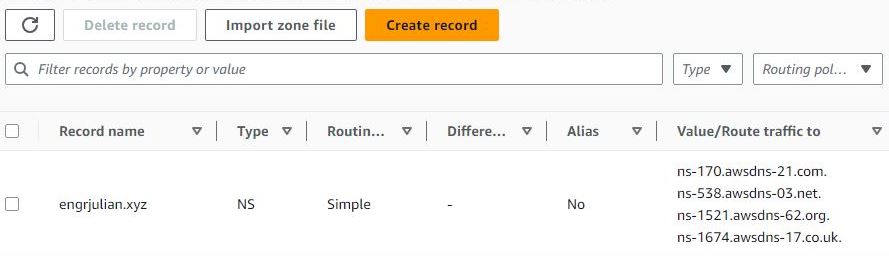 Delete record Import zone file Create record
Filter records by property or value Type Routing pol...
Record name Type Routin... Differe... Alias Value/Route traffic to
ns-170.awsdns-21.com.
ns-538.awsdns-03.net.
engrjulian.xyz NS Simple - No
ns-1521.awsdns-62.org.
ns-1674.awsdns-17.co.uk.